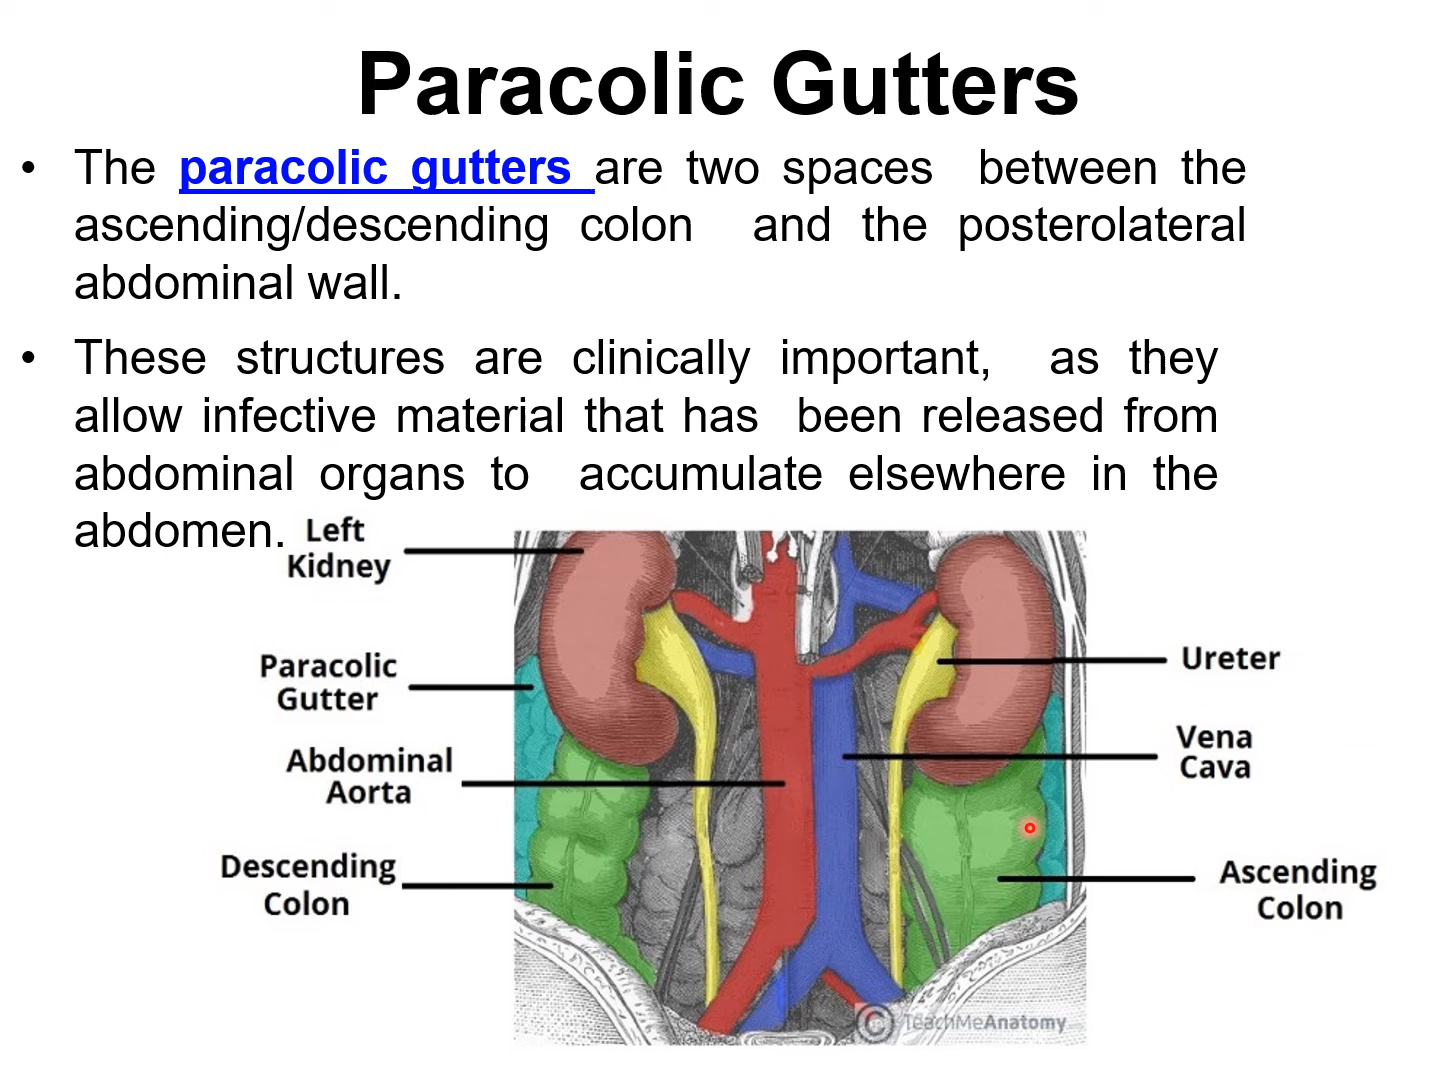 Paracolic Gutters
• The paracolic gutters are two spaces between the
ascending/descending colon and the posterolateral
abdominal wall.
• These structures are clinically important, as they
allow infective material that has been released from
abdominal organs to accumulate elsewhere in the
abdomen.
Left
Kidney
Paracolic
Gutter
Abdominal
Aorta
Descending
Colon
Ureter
Vena
Cava
Ascending
Colon
© TeachMeAnatomy